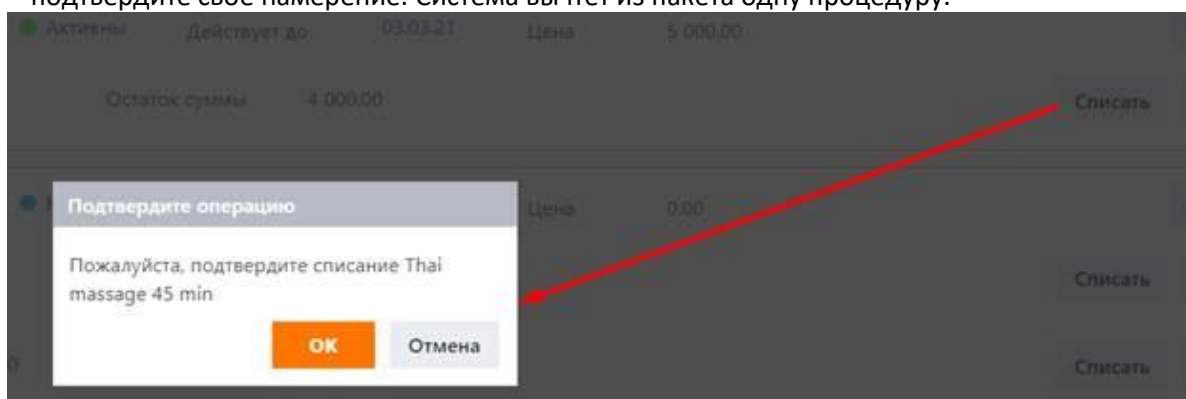 подтвердите свое намерение. Система вычтет из пакета одну процедуру.
Активны Действует до 03.03.21 Цена 5 000.00
Остаток суммы 4 000.00 Списать
Подтвердите операцию
Цена 0.00
Пожалуйста, подтвердите списание Thai
massage 45 min
Списать
ОК Отмена
Списать